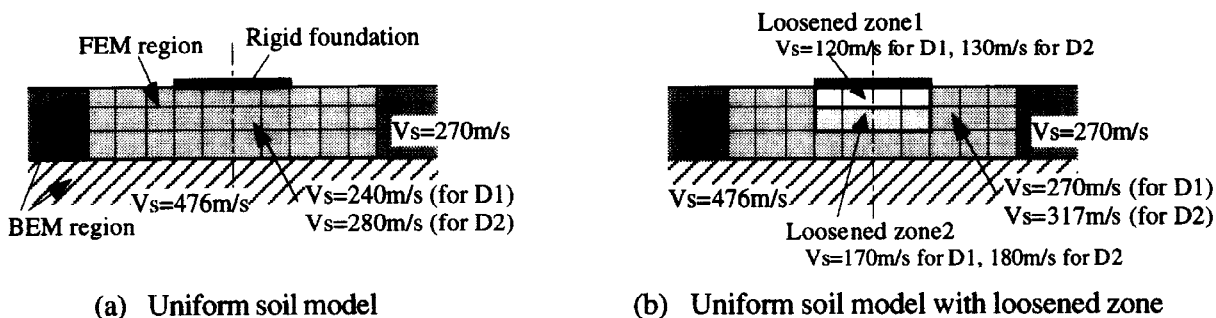 FEM region
Rigid foundation
Vs=270m/s
Vs=476m/s
Vs=240m/s (for D1)
Vs=280m/s (for D2)
BEM region
(a) Uniform soil model
Loosened zone1
Vs=120m/s for D1, 130m/s for D2
Vs=270m/s
Vs=476m/s
Vs=270m/s (for D1)
Vs=317m/s (for D2)
Loosened zone2
Vs=170m/s for D1, 180m/s for D2
(b) Uniform soil model with loosened zone